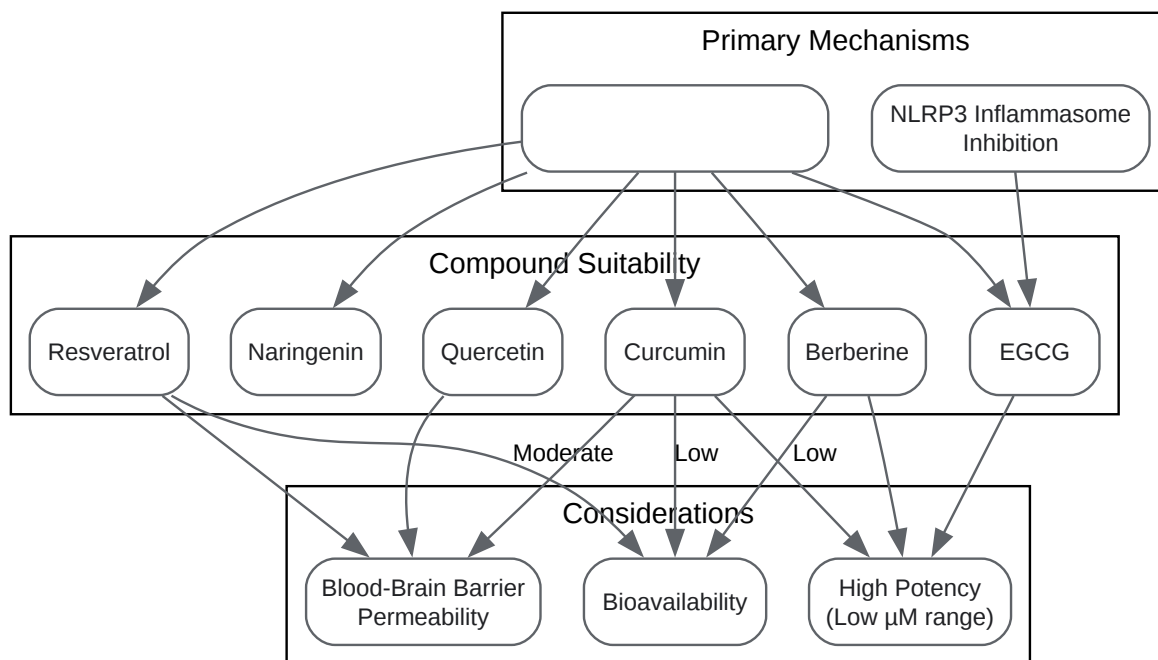 Primary Mechanisms
NLRP3 Inflammasome
Inhibition
Compound Suitability
Resveratrol
Naringenin
Quercetin
Curcumin
Berberine
EGCG
Moderate
Low
Low
Considerations
Blood-Brain Barrier
Permeability
Bioavailability
High Potency
(Low µM range)